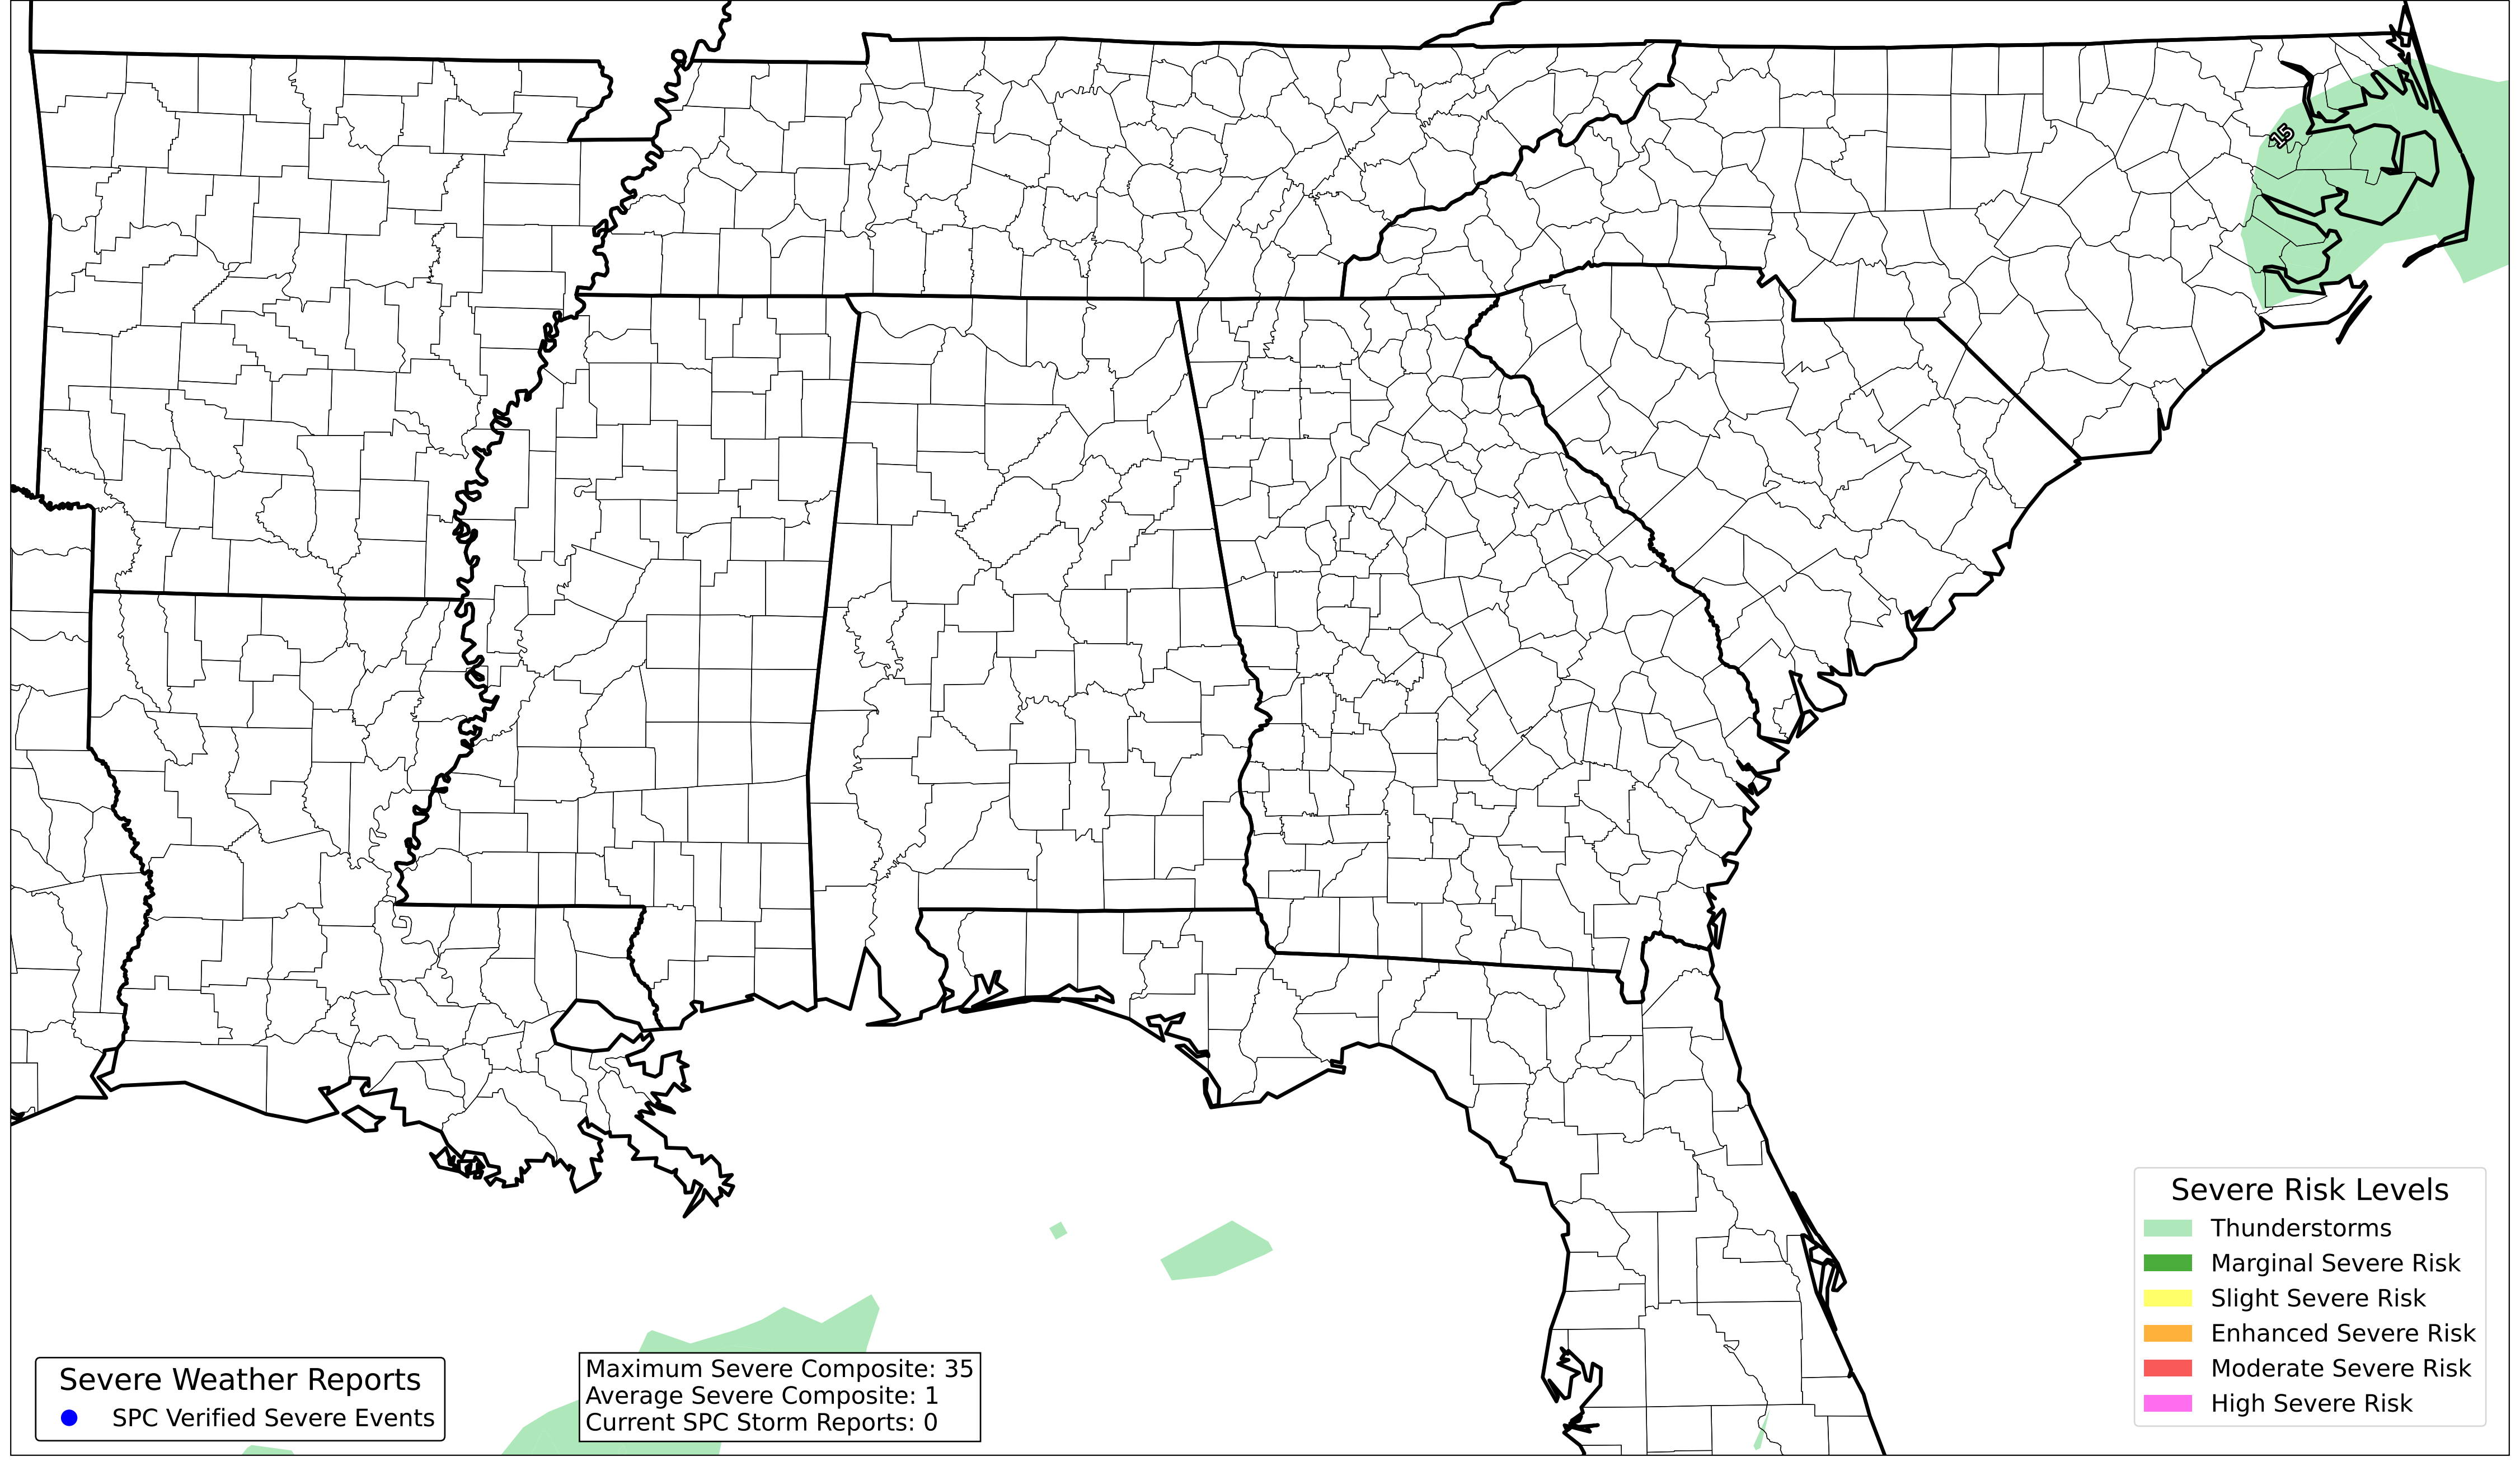 15
Severe Risk Levels
Thunderstorms
Marginal Severe Risk
Slight Severe Risk
Enhanced Severe Risk
Moderate Severe Risk
High Severe Risk
Severe Weather Reports
SPC Verified Severe Events
Maximum Severe Composite: 35
Average Severe Composite: 1
Current SPC Storm Reports: 0